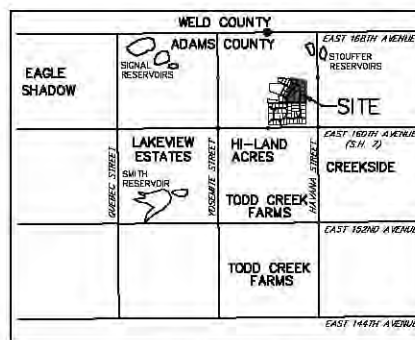 WELD COUNTY
EAST 168TH AVENUE
ADAMS COUNTY
SIGNAL
RESERVOIRS
STOUFFER
RESERVOIRS
EAGLE
SHADOW
SITE
EAST 160TH AVENUE
(S.H. 7)
LAKEVIEW
ESTATES
HI-LAND
ACRES
CREEKSIDE
SMITH
RESERVOIR
QUEBEC STREET
YOSEMITE STREET
HAVANA STREET
TODD CREEK
FARMS
EAST 152ND AVENUE
TODD CREEK
FARMS
EAST 144TH AVENUE